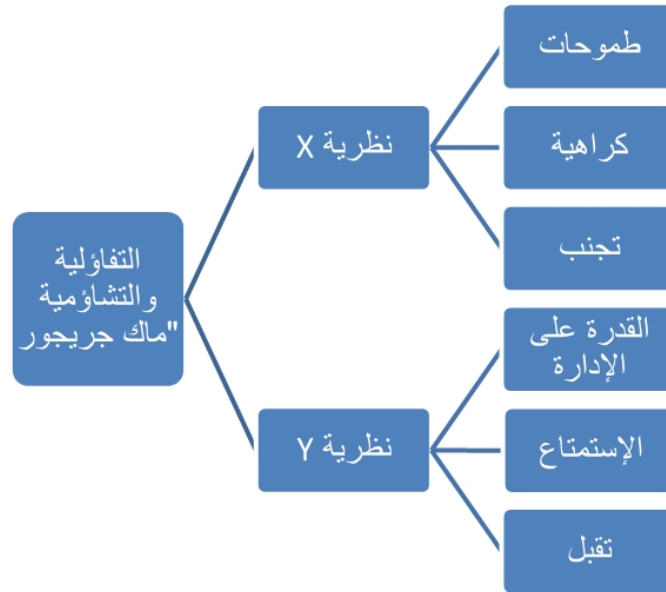 التفاؤلية
والتشاؤمية
"ماك جريجور
نظرية X
طموحات
كراهية
تجنب
نظرية Y
القدرة على
الإدارة
الإستمتاع
تقبل